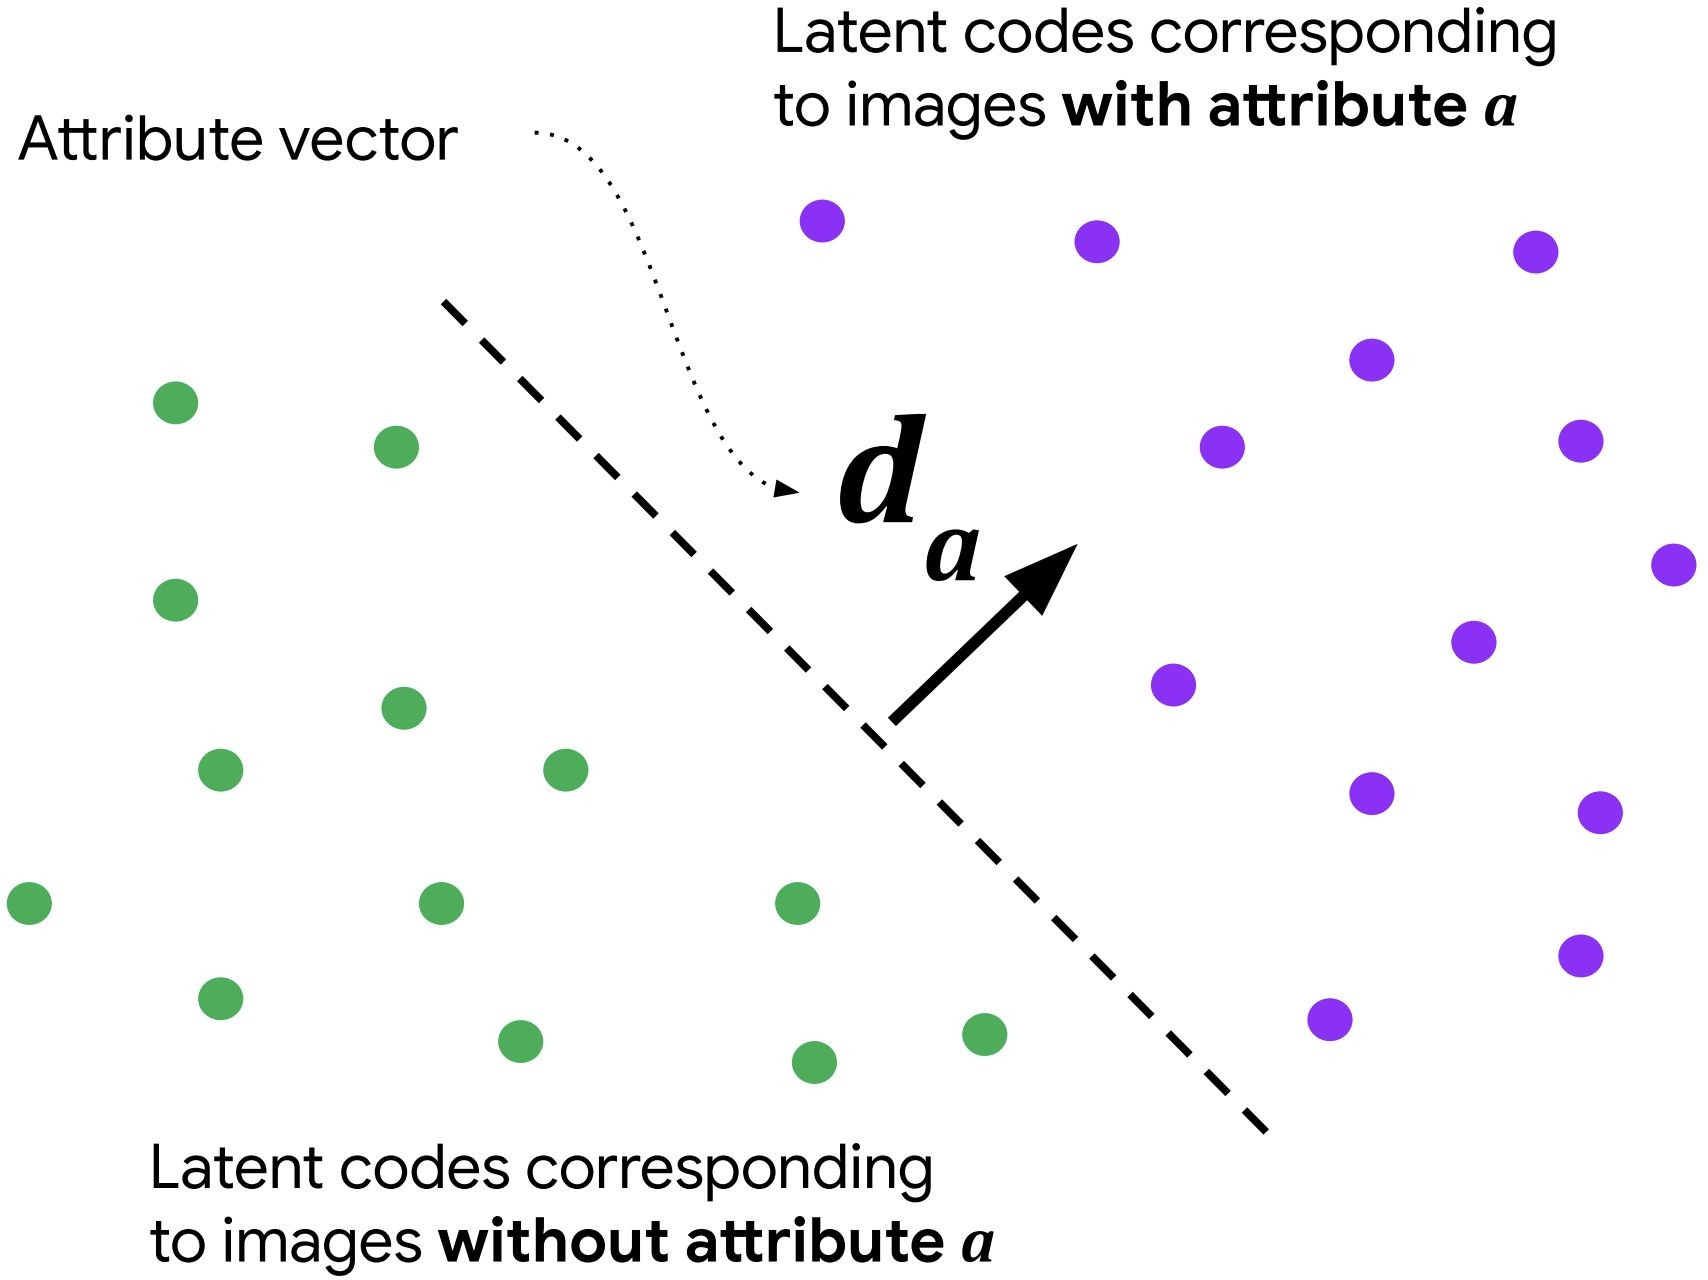 Latent codes corresponding
to images with attribute a
Attribute vector
d a
Latent codes corresponding
to images without attribute a